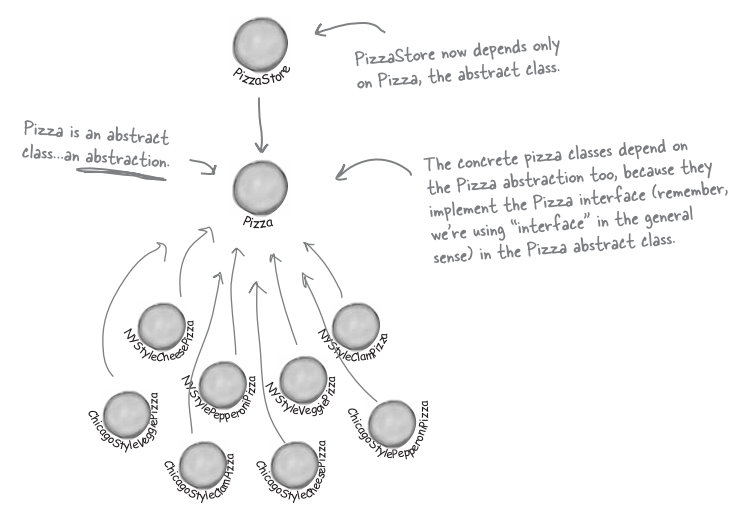 PizzaStore
PizzaStore now depends only
on Pizza, the abstract class.
Pizza is an abstract
class...an abstraction.
Pizza
The concrete pizza classes depend on
the Pizza abstraction too, because they
implement the Pizza interface (remember,
we're using "interface" in the general
sense) in the Pizza abstract class.
NYStyleCheesePizza
NYStyleClamPizza
NYStylePepperoniPizza
NYStyleVeggiePizza
ChicagoStyleVeggiePizza
ChicagoStylePepperoniPizza
ChicagoStyleClamPizza
ChicagoStyleCheesePizza